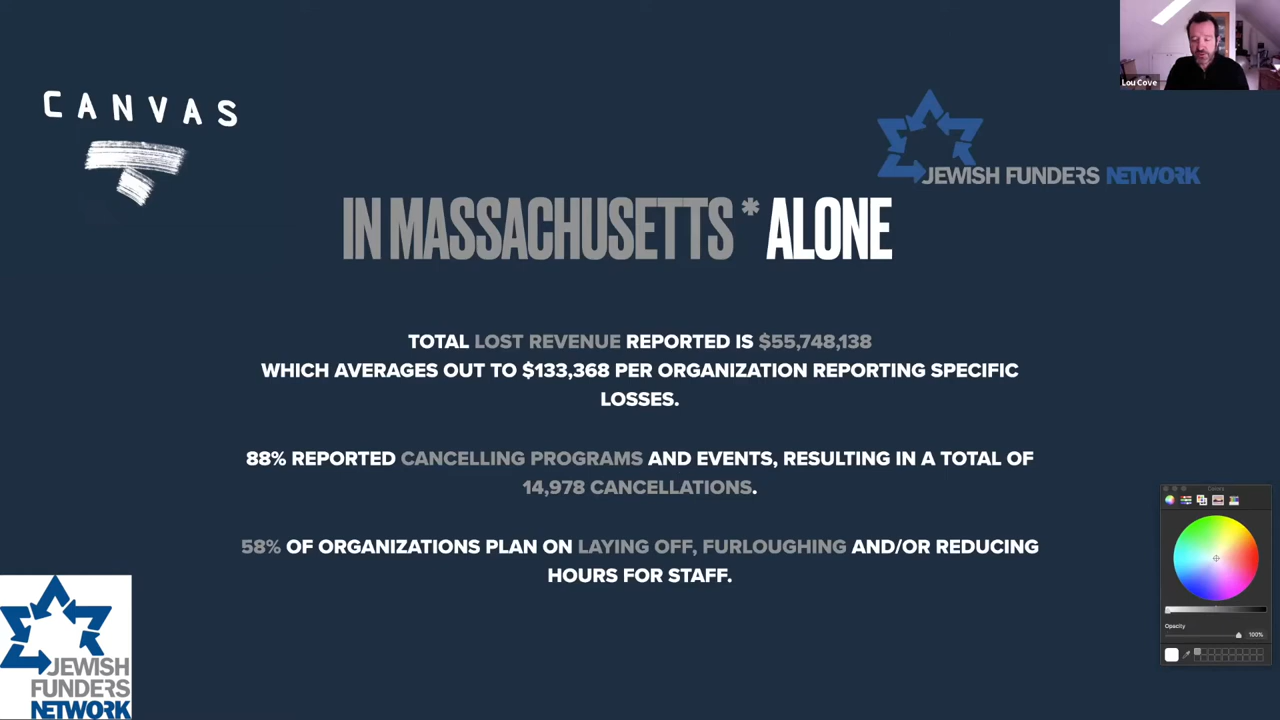 Lou Cove
CANVAS
JEWISH FUNDERS NETWORK
IN MASSACHUSETTS * ALONE
TOTAL LOST REVENUE REPORTED IS $55,748,138
WHICH AVERAGES OUT TO $133,368 PER ORGANIZATION REPORTING SPECIFIC
LOSSES.
88% REPORTED CANCELLING PROGRAMS AND EVENTS, RESULTING IN A TOTAL OF
14,978 CANCELLATIONS.
58% OF ORGANIZATIONS PLAN ON LAYING OFF, FURLOUGHING AND/OR REDUCING
HOURS FOR STAFF.
Colors
Opacity
100%
JEWISH
FUNDERS
NETWORK